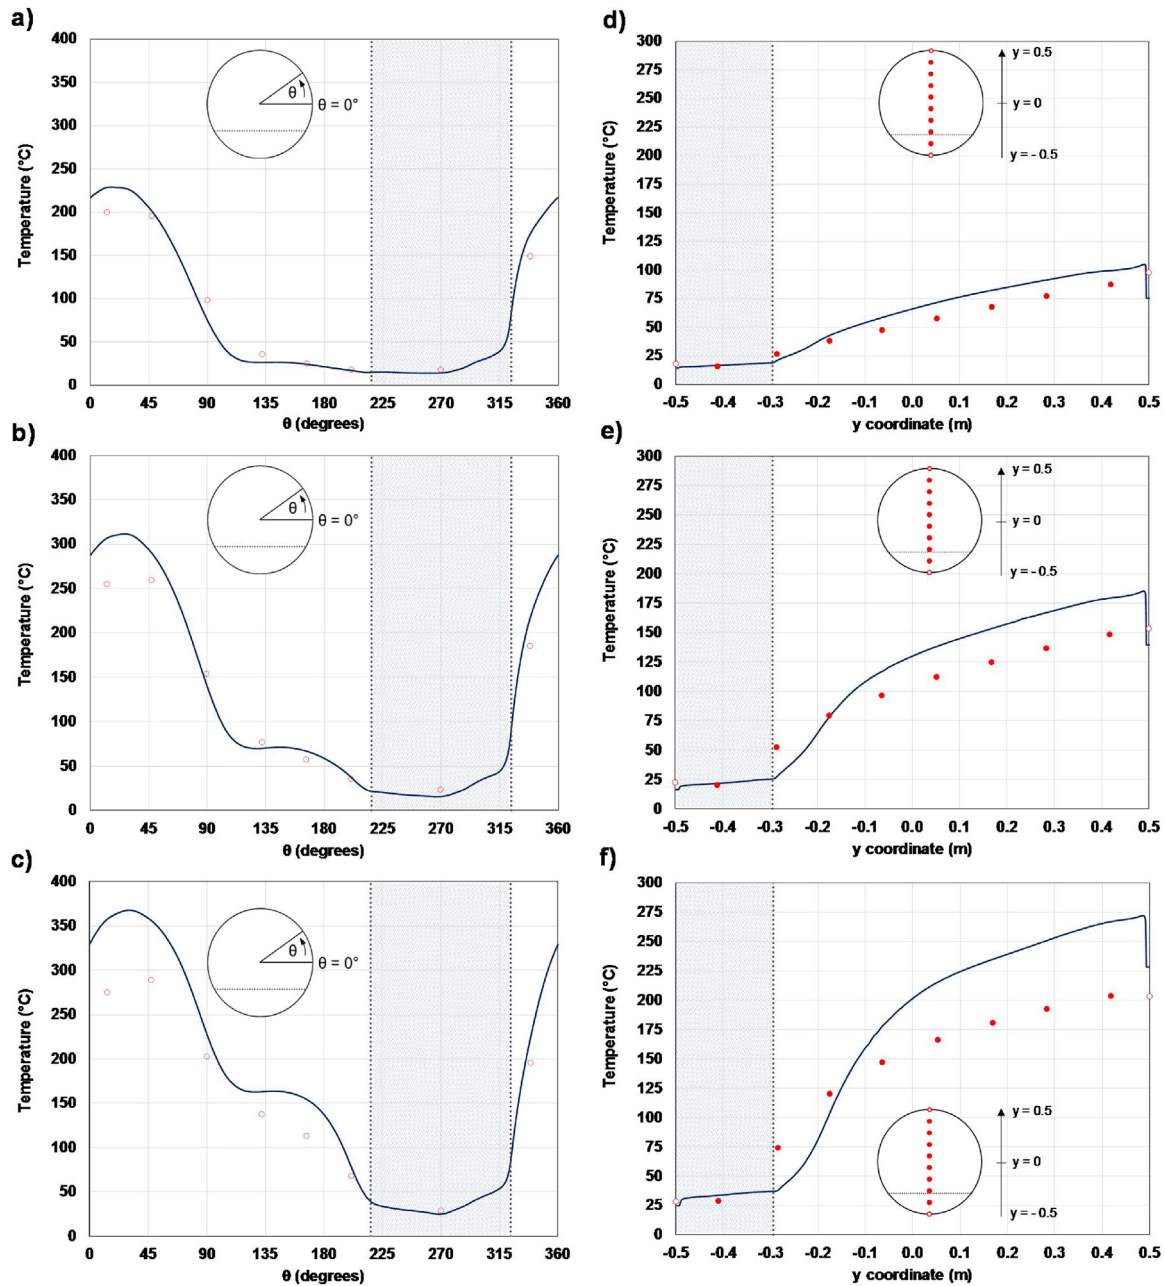 a)
400
350
300
250
200
150
100
50
0
Temperature (°C)
θ
θ = 0°
0 45 90 135 180 225 270 315 360
θ (degrees)
b)
400
350
300
250
200
150
100
50
0
Temperature (°C)
θ
θ = 0°
0 45 90 135 180 225 270 315 360
θ (degrees)
c)
400
350
300
250
200
150
100
50
0
Temperature (°C)
θ
θ = 0°
0 45 90 135 180 225 270 315 360
θ (degrees)
d)
300
275
250
225
200
175
150
125
100
75
50
25
0
Temperature (°C)
y = 0.5
y = 0
y = - 0.5
-0.5 -0.4 -0.3 -0.2 -0.1 0.0 0.1 0.2 0.3 0.4 0.5
y coordinate (m)
e)
300
275
250
225
200
175
150
125
100
75
50
25
0
Temperature (°C)
y = 0.5
y = 0
y = - 0.5
-0.5 -0.4 -0.3 -0.2 -0.1 0.0 0.1 0.2 0.3 0.4 0.5
y coordinate (m)
f)
300
275
250
225
200
175
150
125
100
75
50
25
0
Temperature (°C)
y = 0.5
y = 0
y = - 0.5
-0.5 -0.4 -0.3 -0.2 -0.1 0.0 0.1 0.2 0.3 0.4 0.5
y coordinate (m)